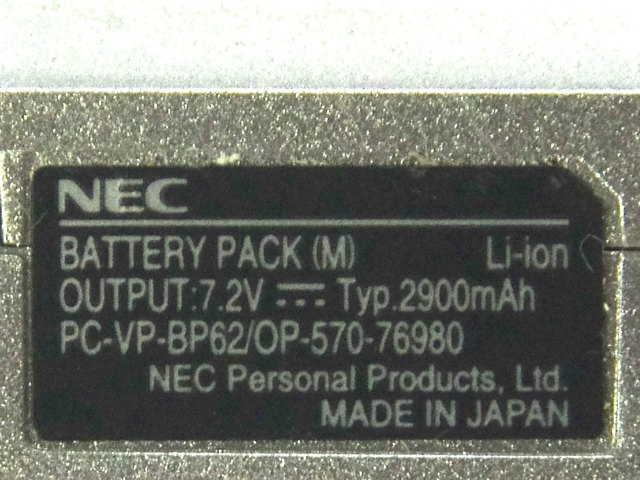 NEC
BATTERY PACK (M) Li-ion
OUTPUT:7.2V ⎓ Typ.2900mAh
PC-VP-BP62/OP-570-76980
NEC Personal Products, Ltd.
MADE IN JAPAN